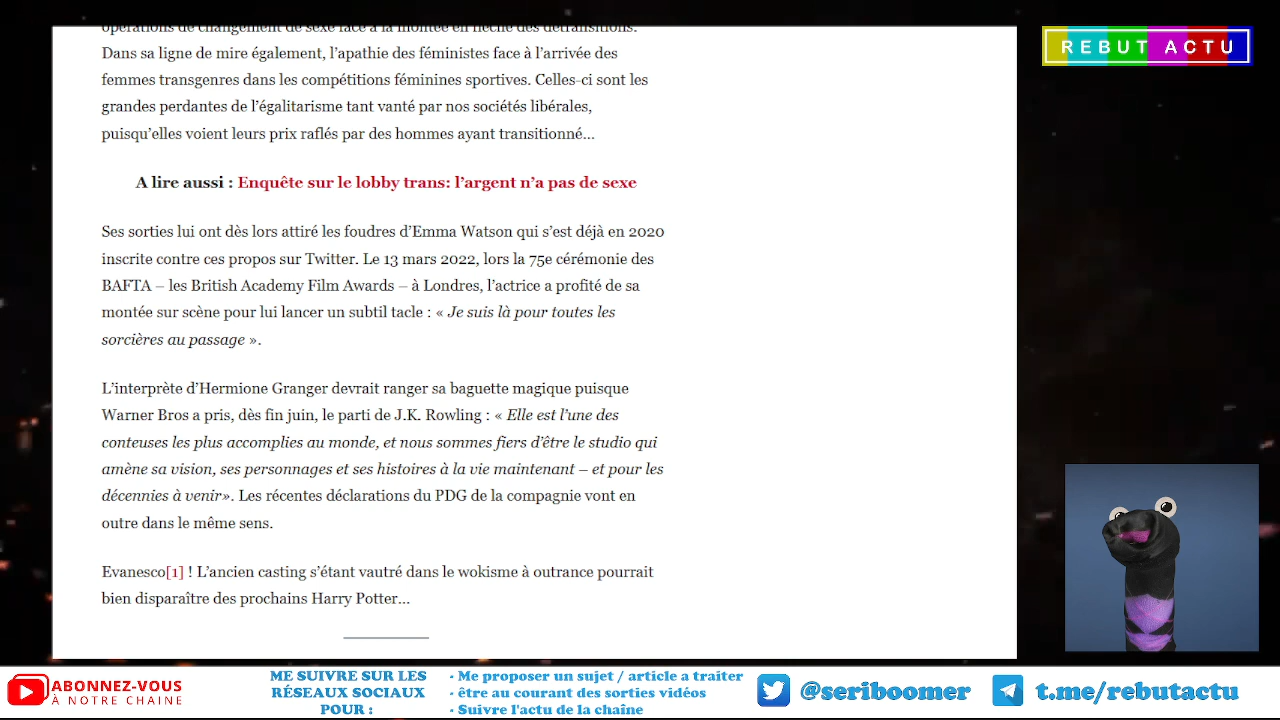 opérations de changement de sexe face à la montée en flèche des détransitions.
Dans sa ligne de mire également, l'apathie des féministes face à l'arrivée des
femmes transgenres dans les compétitions féminines sportives. Celles-ci sont les
grandes perdantes de l'égalitarisme tant vanté par nos sociétés libérales,
puisqu'elles voient leurs prix raflés par des hommes ayant transitionné…
A lire aussi : Enquête sur le lobby trans: l'argent n'a pas de sexe
Ses sorties lui ont dès lors attiré les foudres d'Emma Watson qui s'est déjà en 2020
inscrite contre ces propos sur Twitter. Le 13 mars 2022, lors la 75e cérémonie des
BAFTA – les British Academy Film Awards – à Londres, l'actrice a profité de sa
montée sur scène pour lui lancer un subtil tacle : « Je suis là pour toutes les
sorcières au passage ».
L'interprète d'Hermione Granger devrait ranger sa baguette magique puisque
Warner Bros a pris, dès fin juin, le parti de J.K. Rowling : « Elle est l'une des
conteuses les plus accomplies au monde, et nous sommes fiers d'être le studio qui
amène sa vision, ses personnages et ses histoires à la vie maintenant – et pour les
décennies à venir». Les récentes déclarations du PDG de la compagnie vont en
outre dans le même sens.
Evanesco[1] ! L'ancien casting s'étant vautré dans le wokisme à outrance pourrait
bien disparaître des prochains Harry Potter…
REBUT ACTU
ABONNEZ-VOUS
À NOTRE CHAINE
ME SUIVRE SUR LES
RÉSEAUX SOCIAUX
POUR :
- Me proposer un sujet / article a traiter
- être au courant des sorties vidéos
- Suivre l'actu de la chaîne
@seriboomer
t.me/rebutactu